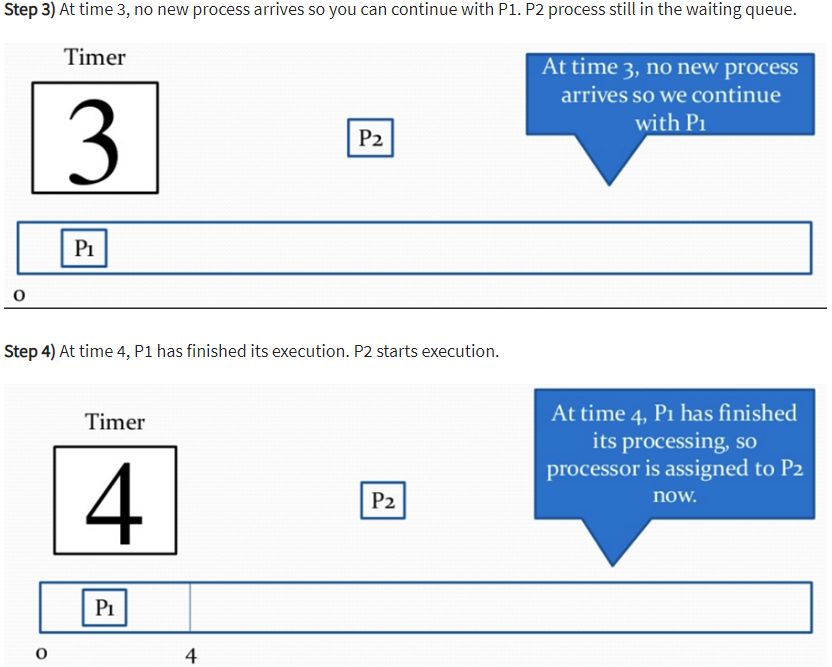 Step 3) At time 3, no new process arrives so you can continue with P1. P2 process still in the waiting queue.
Timer
3
P2
At time 3, no new process
arrives so we continue
with P1
P1
0
Step 4) At time 4, P1 has finished its execution. P2 starts execution.
Timer
4
P2
At time 4, P1 has finished
its processing, so
processor is assigned to P2
now.
P1
0
4